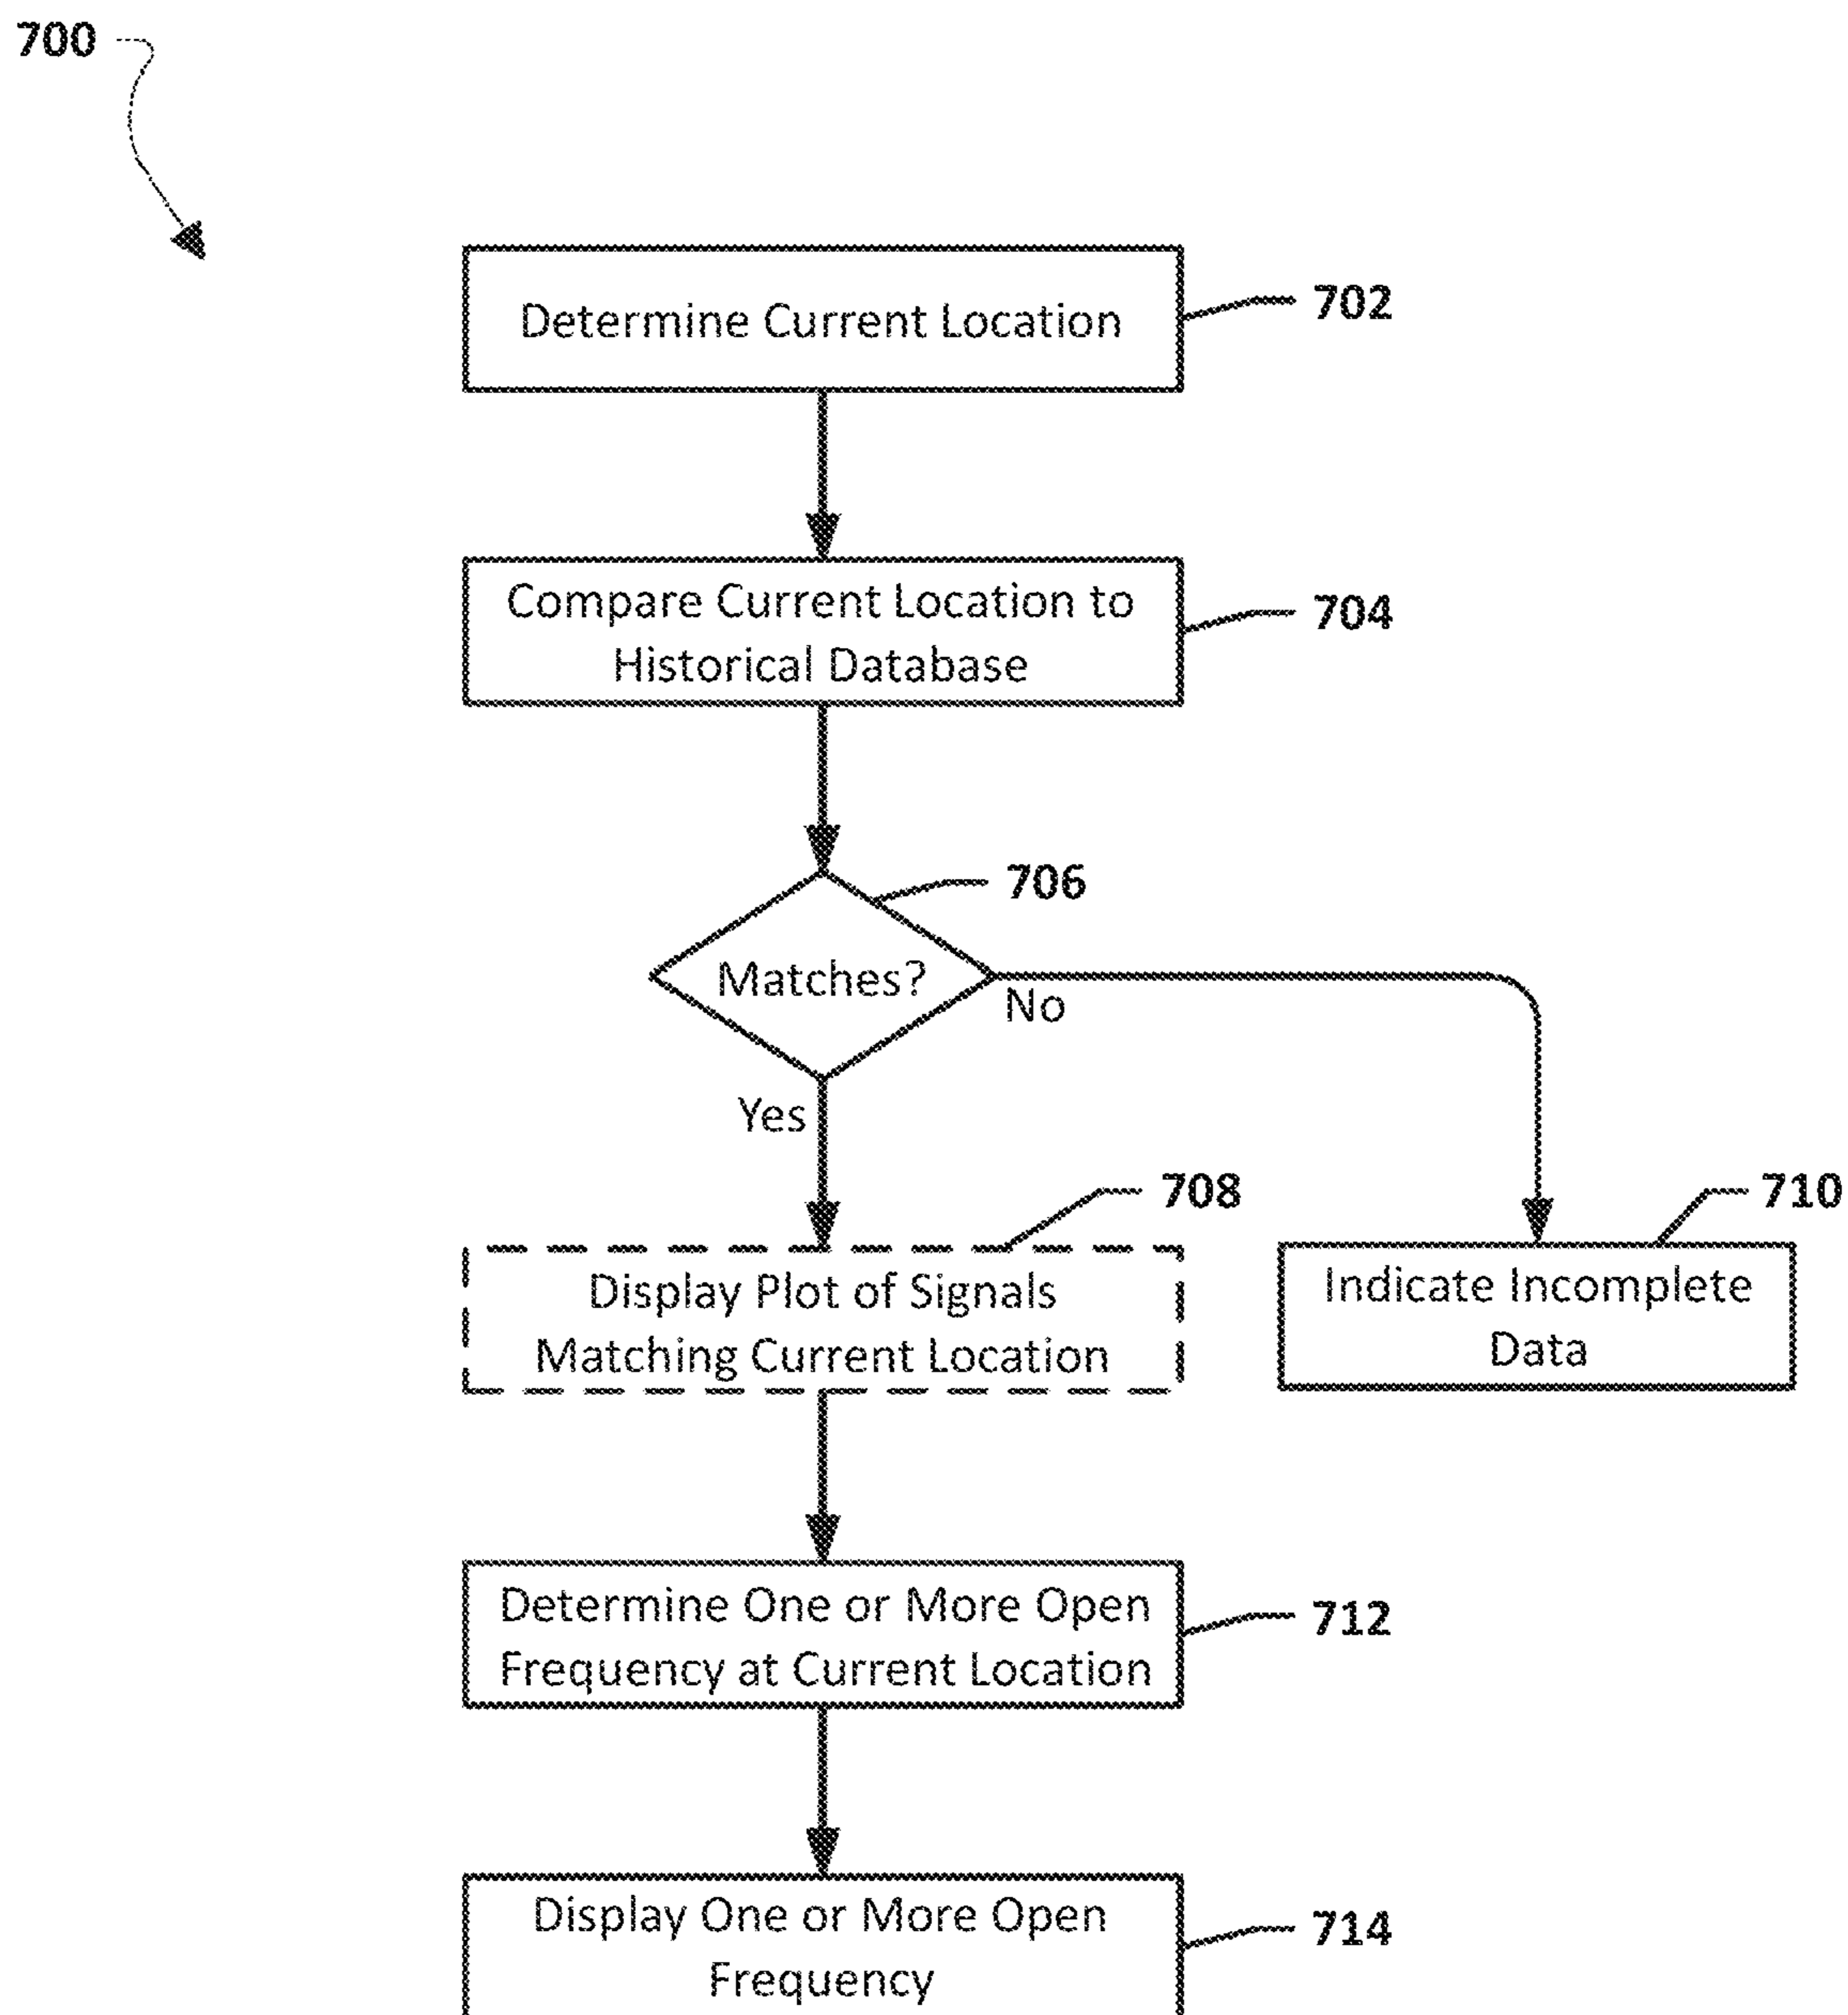 700
Determine Current Location
702
Compare Current Location to
Historical Database
704
706
Matches?
No
Yes
708
710
Display Plot of Signals
Matching Current Location
Indicate Incomplete
Data
Determine One or More Open
Frequency at Current Location
712
Display One or More Open
Frequency
714